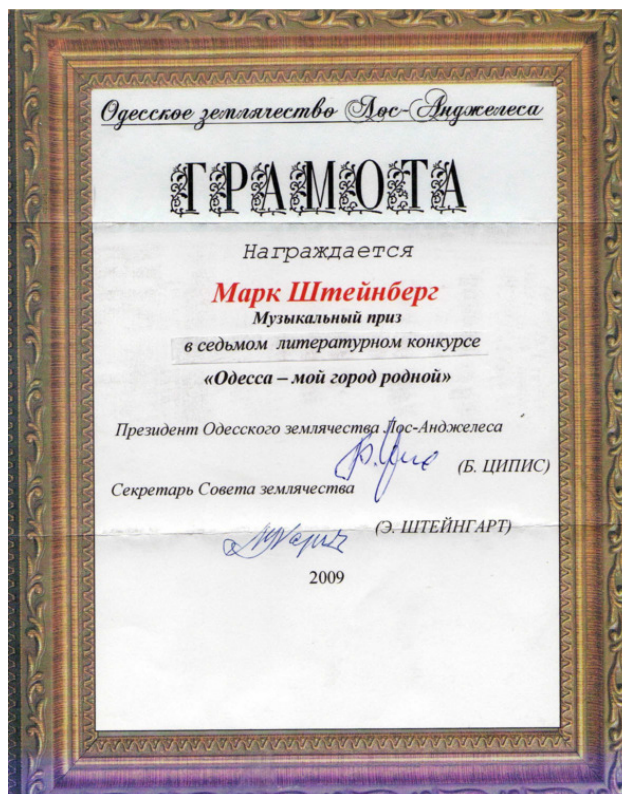 Одесское землячество Лос-Анджелеса
ГРАМОТА
Награждается
Марк Штейнберг
Музыкальный приз
в седьмом литературном конкурсе
«Одесса – мой город родной»
Президент Одесского землячества Лос-Анджелеса
(Б. ЦИПИС)
Секретарь Совета землячества
(Э. ШТЕЙНГАРТ)
2009